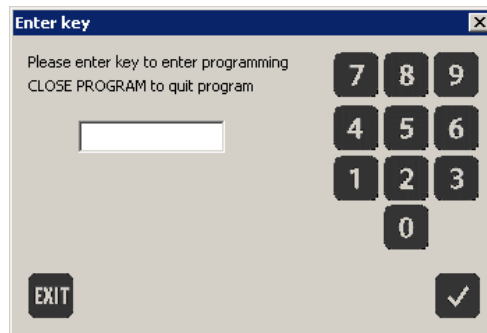 Enter key
Please enter key to enter programming
CLOSE PROGRAM to quit program
7 8 9
4 5 6
1 2 3
0
EXIT